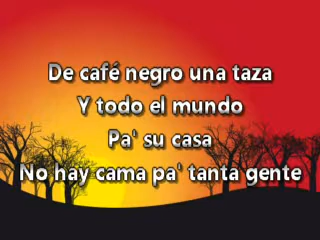 De café negro una taza
Y todo el mundo
Pa' su casa
No hay cama pa' tanta gente